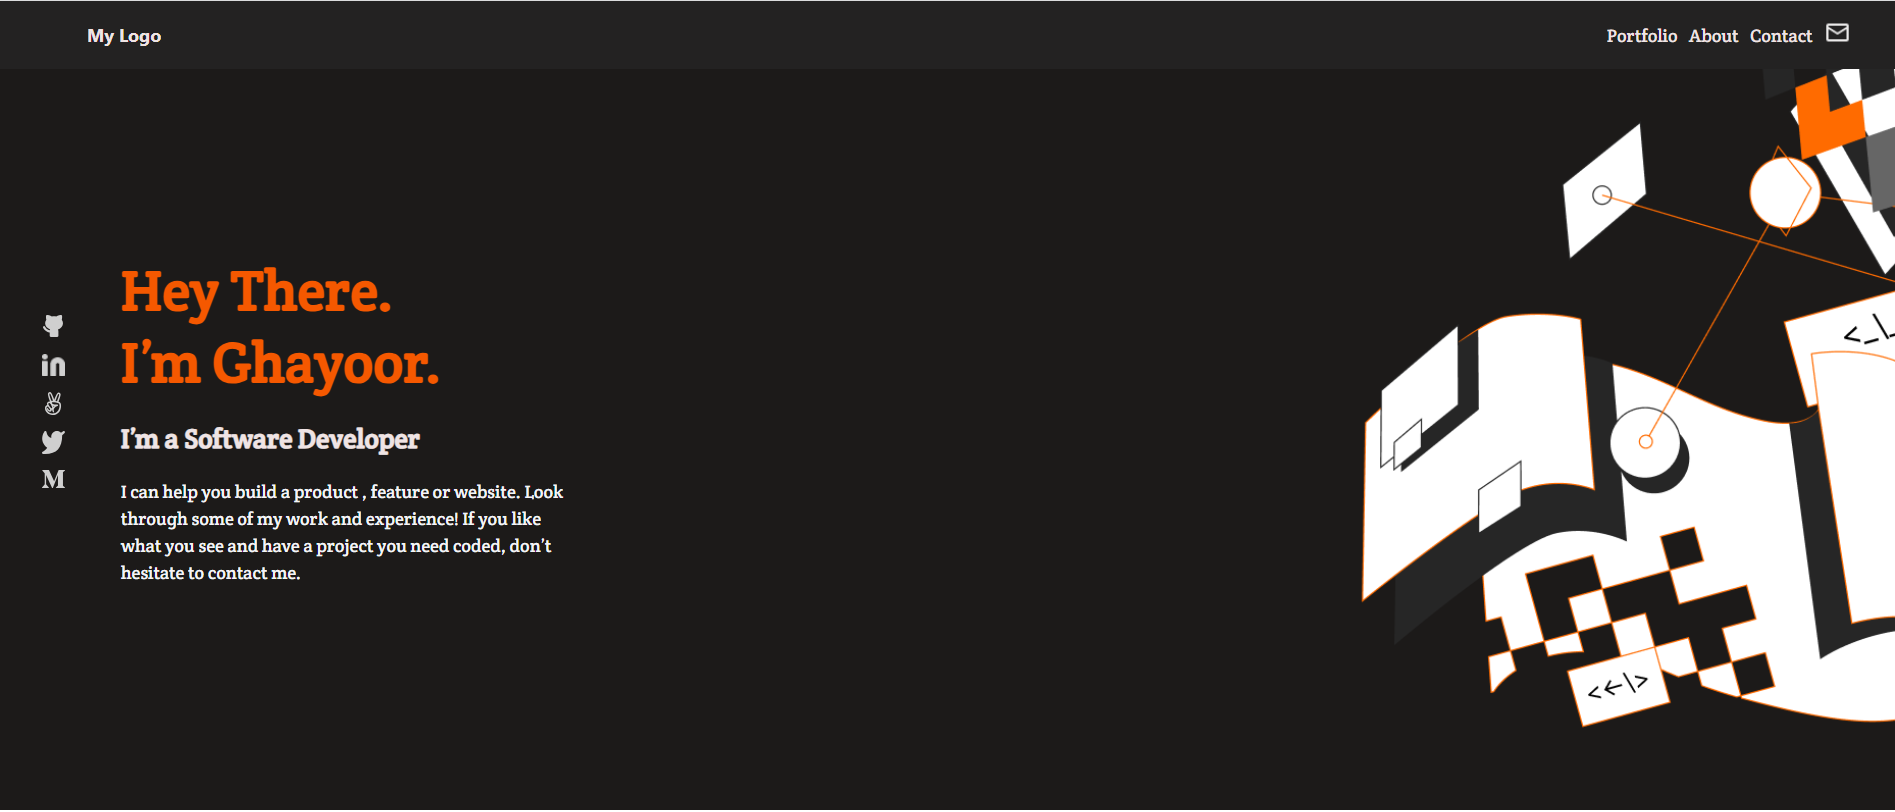 My Logo
Portfolio About Contact
Hey There.
I’m Ghayoor.
I’m a Software Developer
I can help you build a product , feature or website. Look
through some of my work and experience! If you like
what you see and have a project you need coded, don’t
hesitate to contact me.
<_\_
<←\>